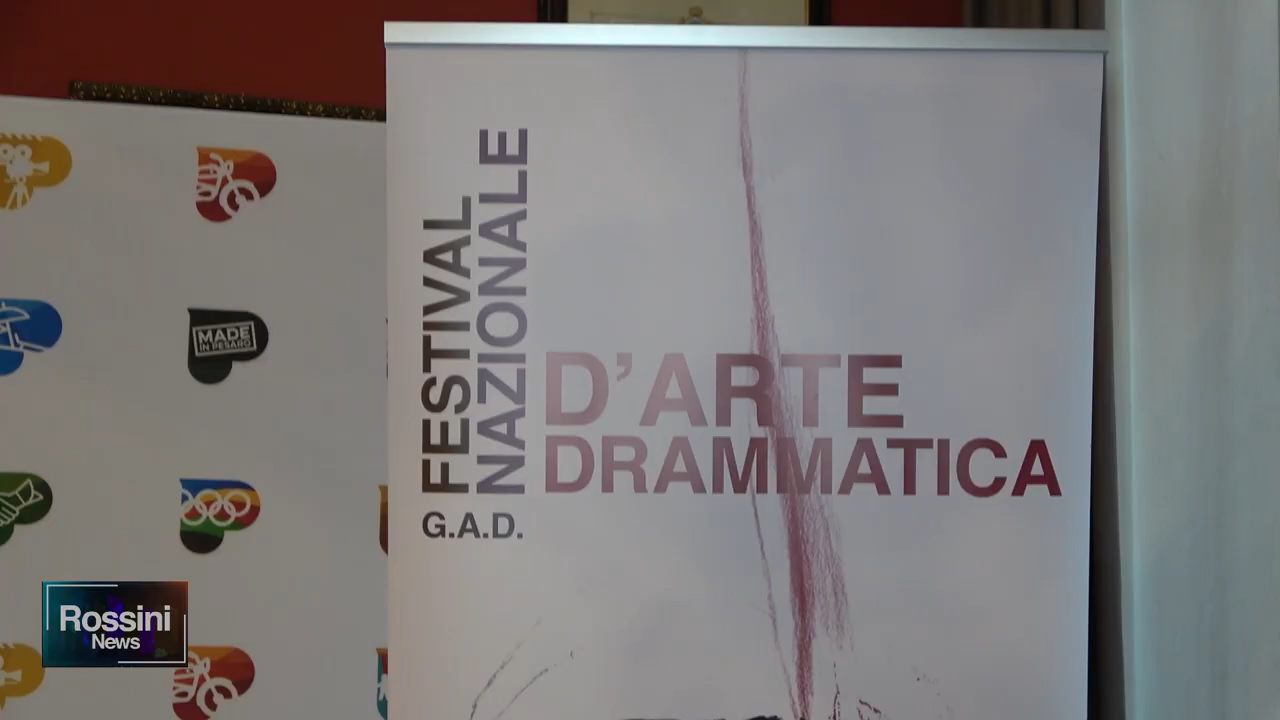 FESTIVAL
NAZIONALE
D'ARTE
DRAMMATICA
G.A.D.
MADE
IN PESARO
Rossini
News